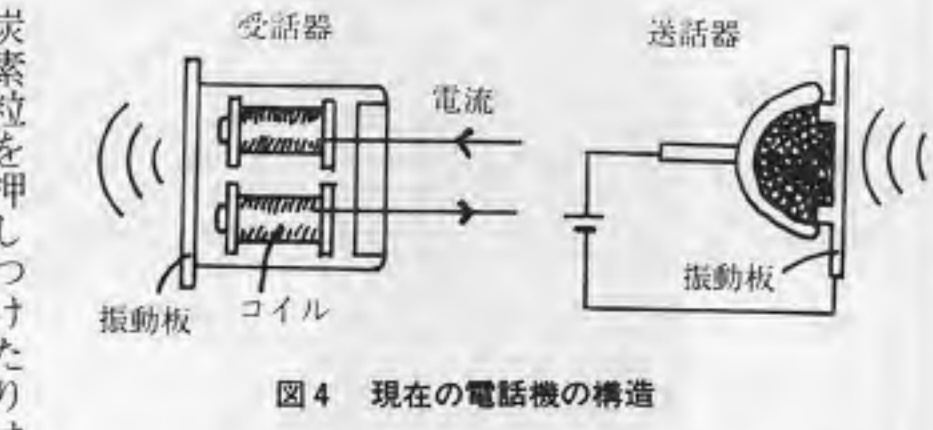 炭素粒を押しつけたり
受話器
送話器
電流
振動板
コイル
振動板
図4 現在の電話機の構造